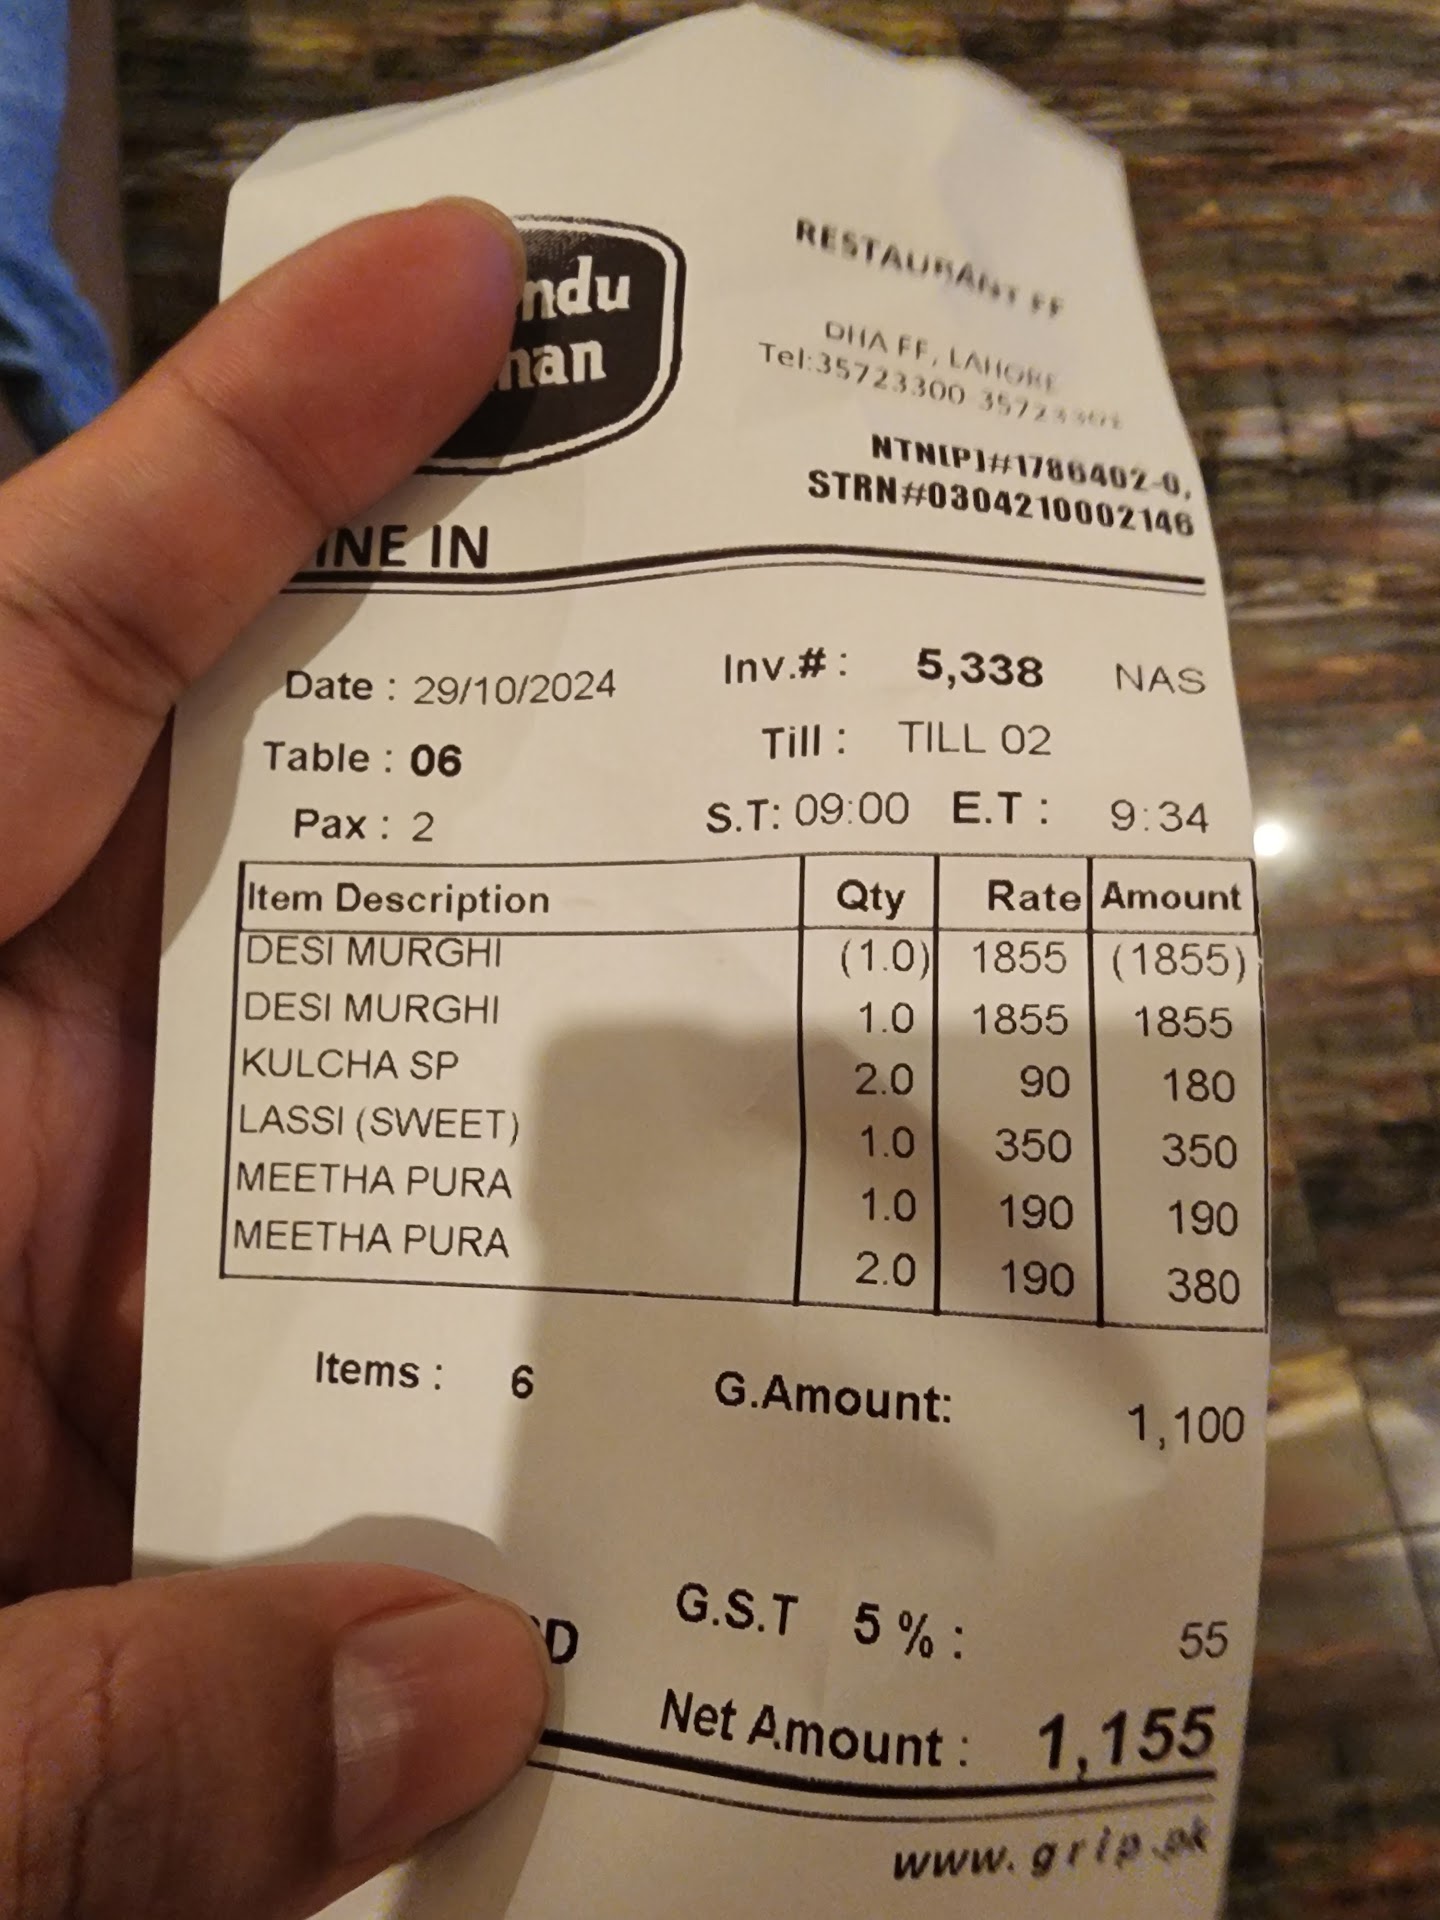 ndu
nan
RESTAURANT FF
DHA FF, LAHORE
Tel:35723300
NTN[P]#1786402-0,
STRN#0304210002146
INE IN
Date : 29/10/2024 Inv.# : 5,338 NAS
Table : 06 Till : TILL 02
Pax : 2 S.T: 09:00 E.T : 9:34
Item Description Qty Rate Amount
DESI MURGHI (1.0) 1855 (1855)
DESI MURGHI 1.0 1855 1855
KULCHA SP 2.0 90 180
LASSI (SWEET) 1.0 350 350
MEETHA PURA 1.0 190 190
MEETHA PURA 2.0 190 380
Items : 6 G.Amount: 1,100
G.S.T 5 % : 55
D
Net Amount : 1,155
www.grip.pk